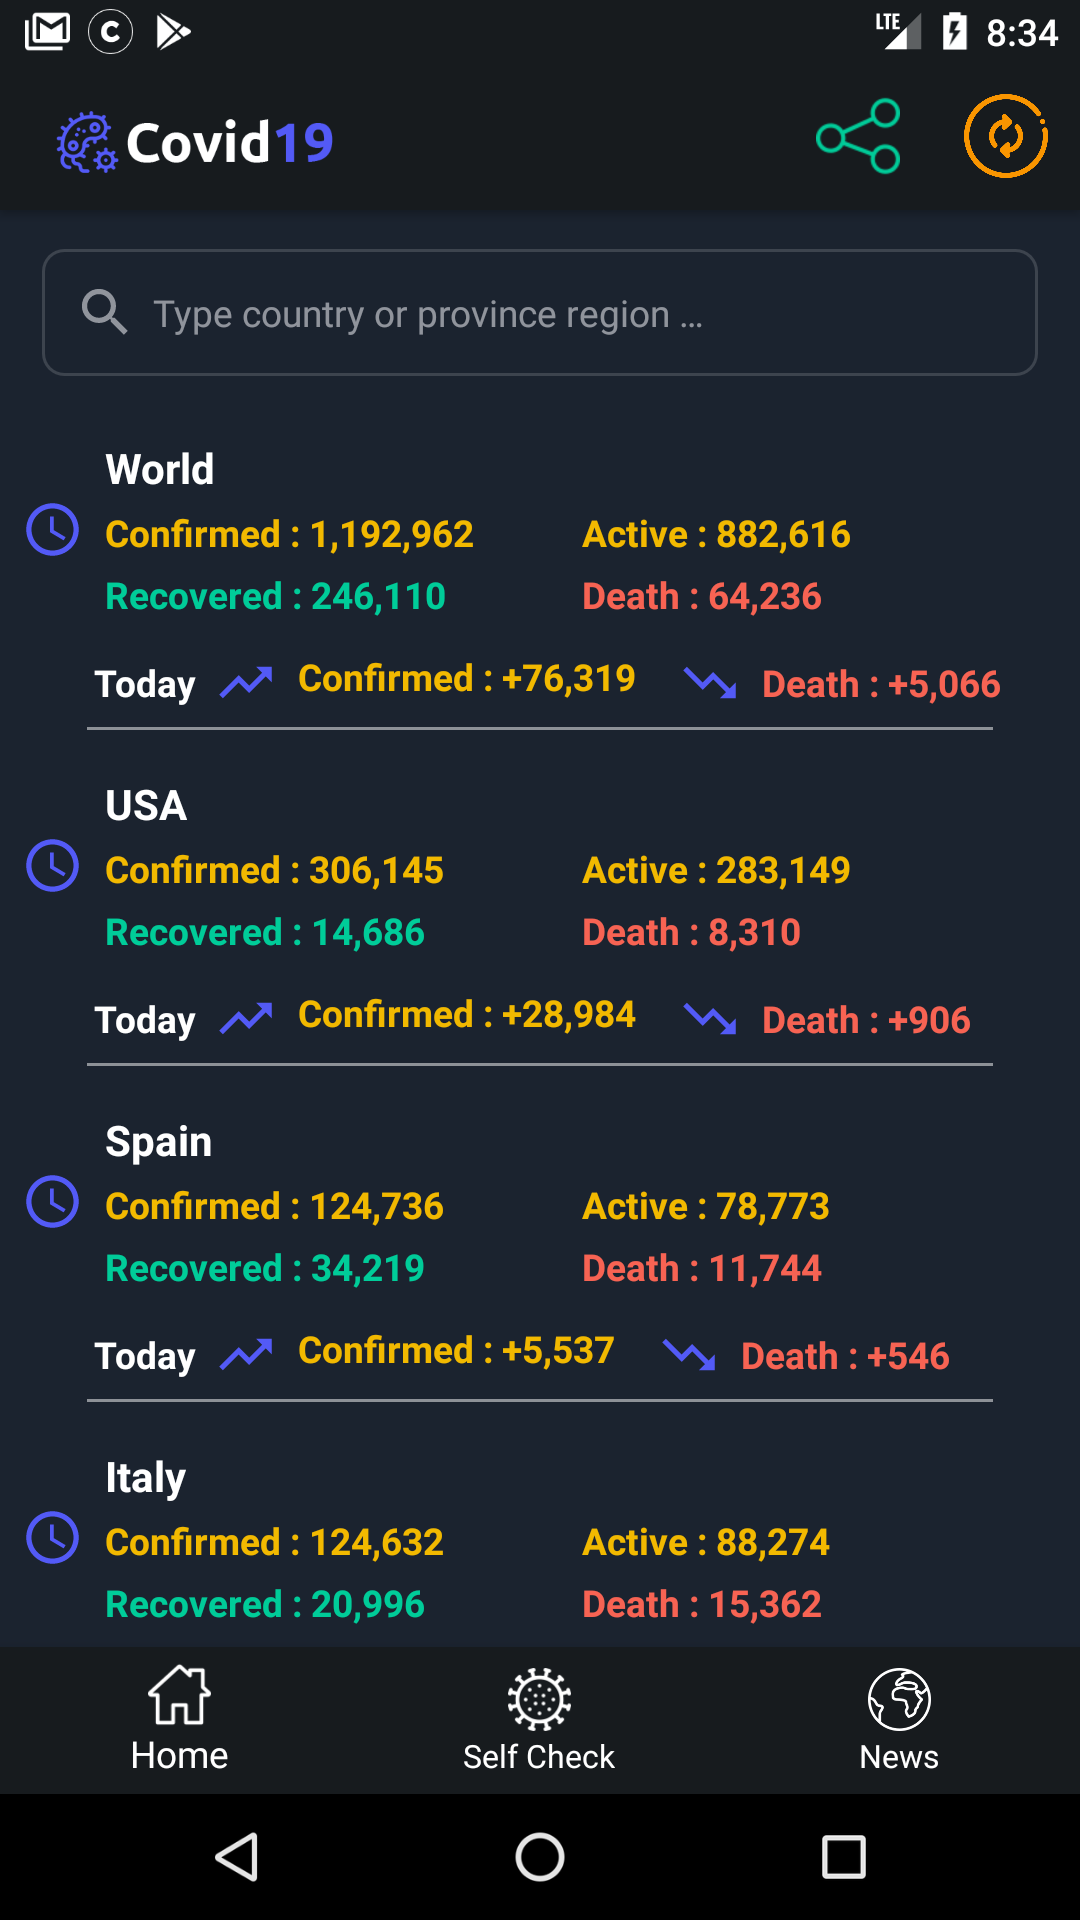 LTE 8:34
Covid19
Type country or province region ...
World
Confirmed : 1,192,962 Active : 882,616
Recovered : 246,110 Death : 64,236
Today Confirmed : +76,319 Death : +5,066
USA
Confirmed : 306,145 Active : 283,149
Recovered : 14,686 Death : 8,310
Today Confirmed : +28,984 Death : +906
Spain
Confirmed : 124,736 Active : 78,773
Recovered : 34,219 Death : 11,744
Today Confirmed : +5,537 Death : +546
Italy
Confirmed : 124,632 Active : 88,274
Recovered : 20,996 Death : 15,362
Home Self Check News